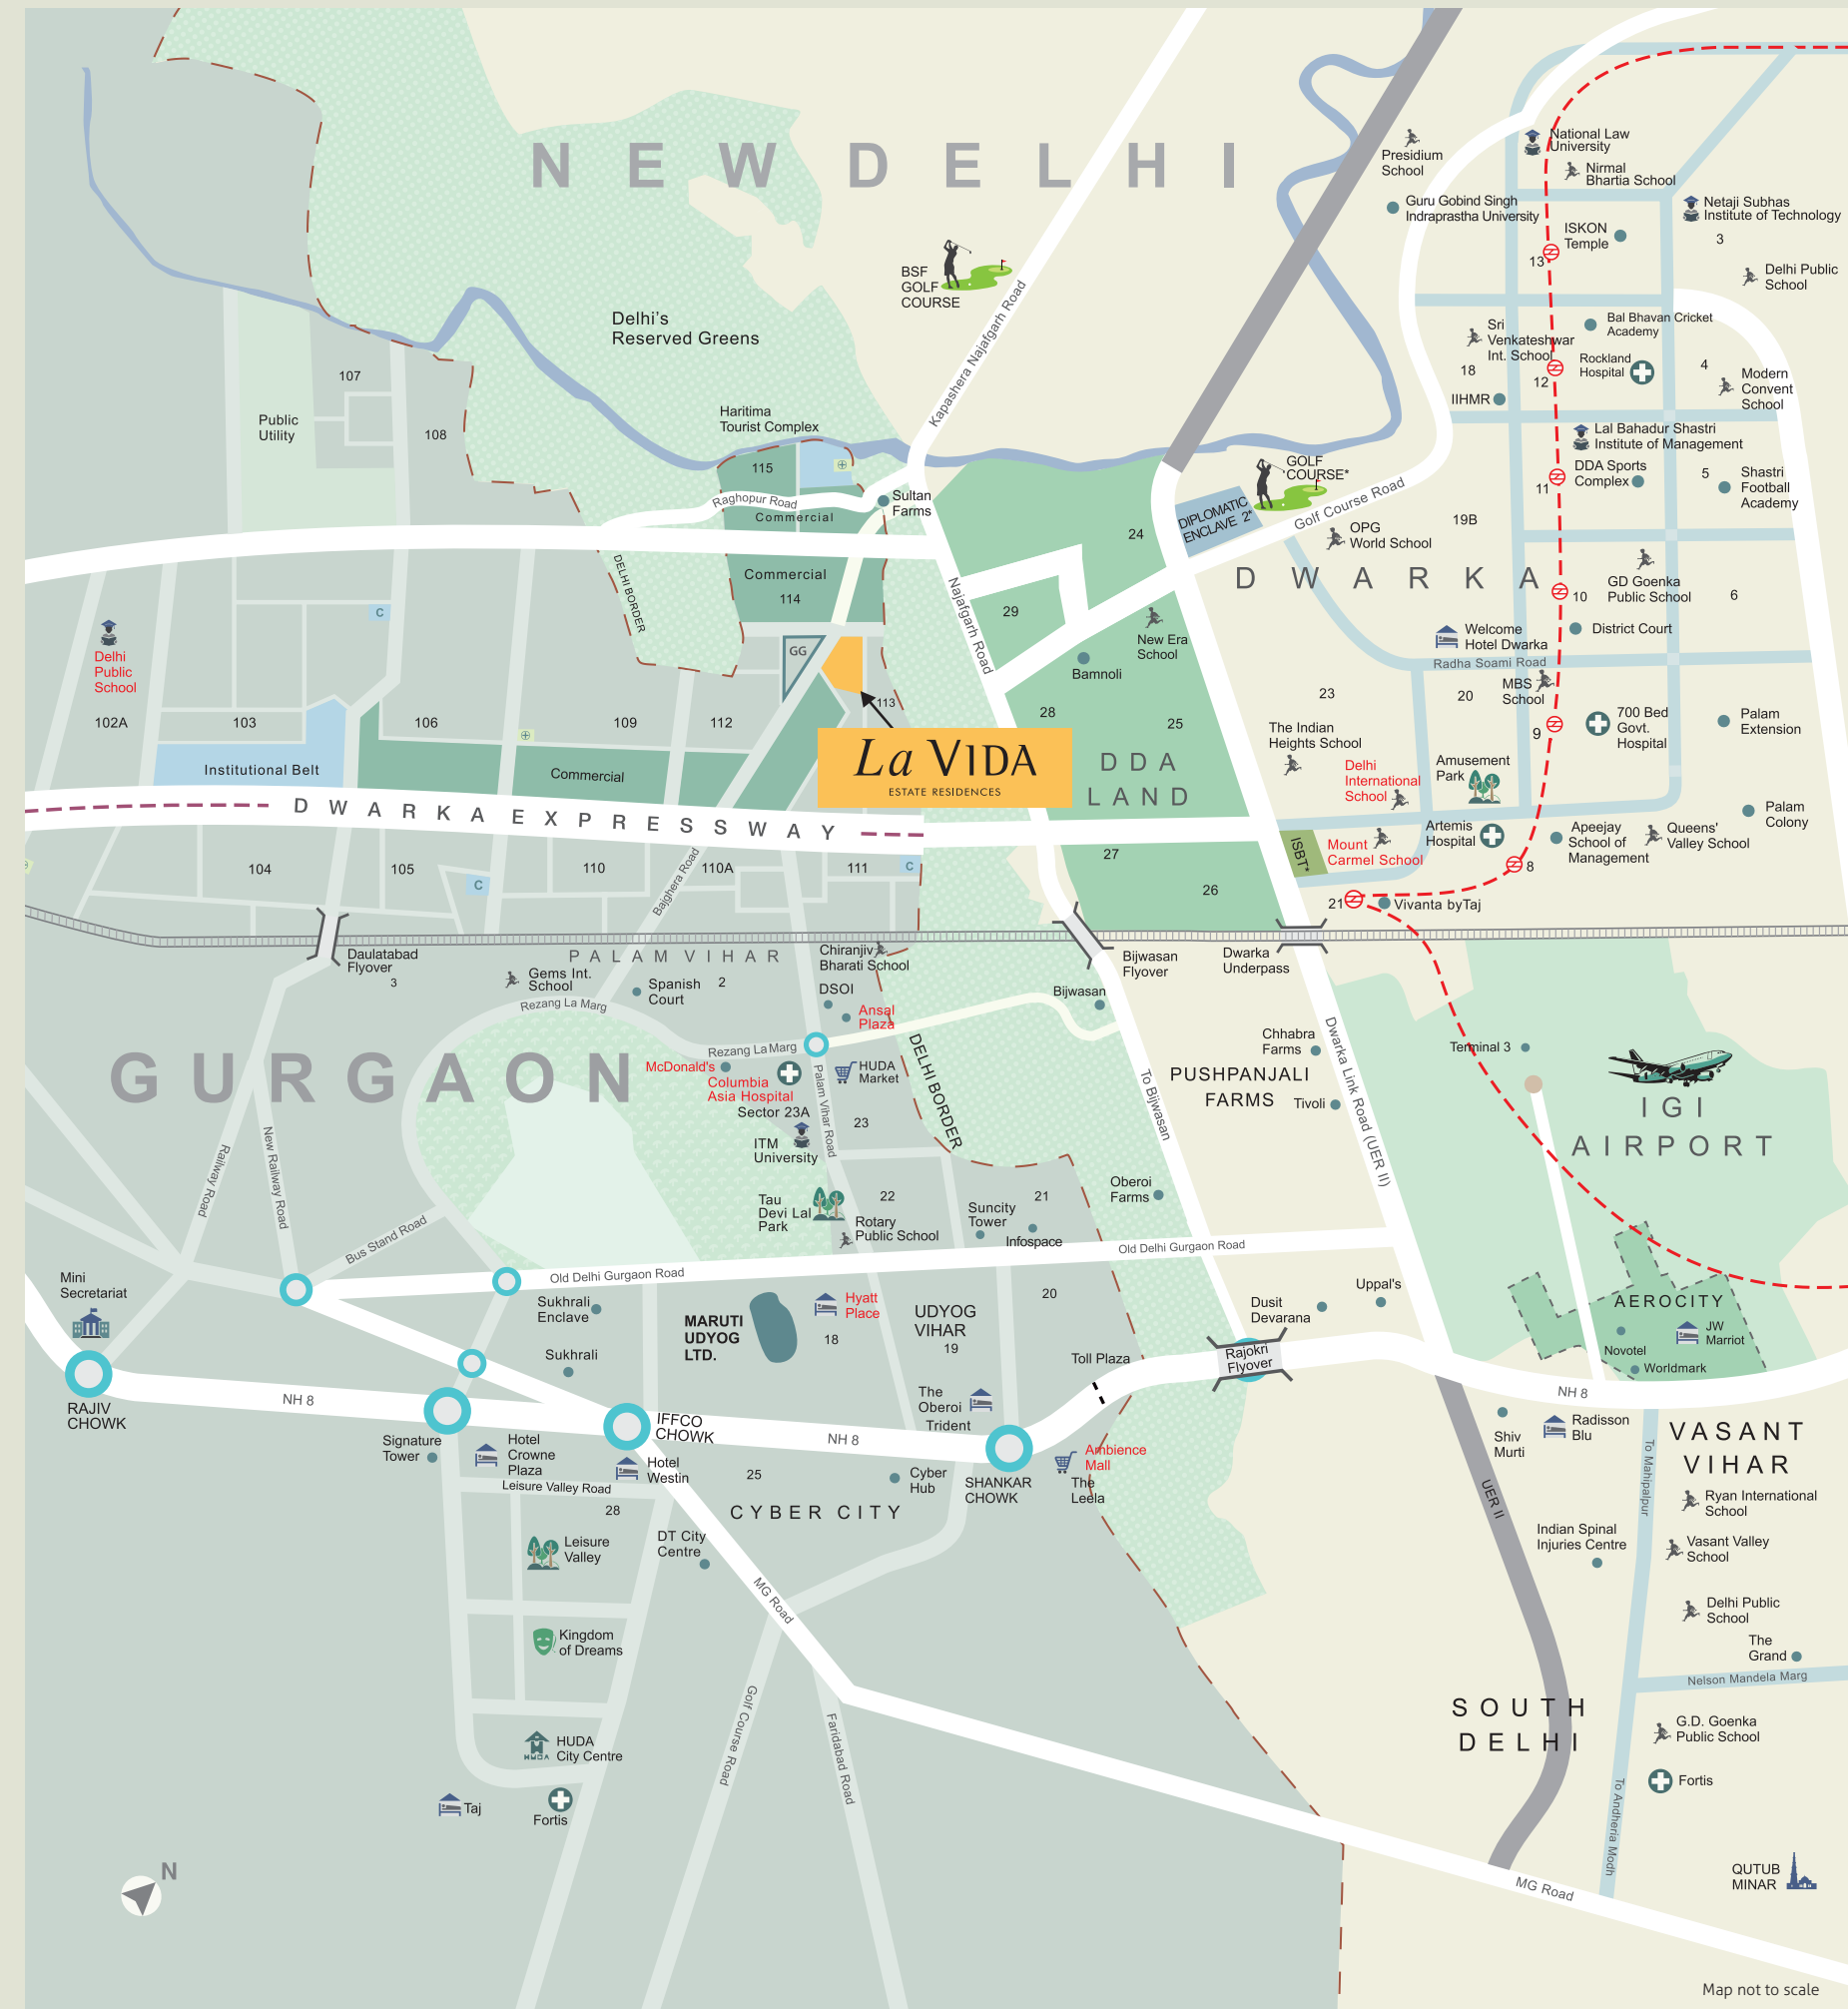 NEW DELHI
Presidium
School
National Law
University
Nirmal
Bhartia School
Guru Gobind Singh
Indraprastha University
Netaji Subhas
Institute of Technology
ISKON
Temple
3
13
Delhi Public
School
BSF
GOLF
COURSE
Kapashera Najafgarh Road
Delhi's
Reserved Greens
Sri
Venkateshwar
Int. School
Bal Bhavan Cricket
Academy
Rockland
Hospital
18
12
4
Modern
Convent
School
IIHMR
107
Public
Utility
108
Haritima
Tourist Complex
Lal Bahadur Shastri
Institute of Management
DDA Sports
Complex
11
5
Shastri
Football
Academy
115
Raghopur Road
Commercial
Sultan
Farms
GOLF
COURSE*
DIPLOMATIC
ENCLAVE 2*
Golf Course Road
OPG
World School
19B
24
DWARKA
DELHI BORDER
Commercial
114
Najafgarh Road
29
GD Goenka
Public School
10
6
C
Delhi
Public
School
GG
New Era
School
Bamnoli
Welcome
Hotel Dwarka
District Court
Radha Soami Road
MBS
School
23
20
102A
103
106
109
112
113
28
25
9
700 Bed
Govt.
Hospital
Palam
Extension
The Indian
Heights School
Delhi
International
School
Amusement
Park
La VIDA
ESTATE RESIDENCES
DDA
LAND
Institutional Belt
Commercial
DWARKA EXPRESSWAY
Palam
Colony
ISBT*
Mount
Carmel School
Artemis
Hospital
Apeejay
School of
Management
Queens'
Valley School
8
104
105
C
110
Bajghera Road
110A
111
C
27
26
21
Vivanta byTaj
Daulatabad
Flyover
3
PALAM VIHAR
Gems Int.
School
Spanish
Court
2
Chiranjiv
Bharati School
DSOI
Ansal
Plaza
Bijwasan
Flyover
Dwarka
Underpass
Bijwasan
Rezang La Marg
Rezang La Marg
GURGAON
McDonald's
Columbia
Asia Hospital
Sector 23A
HUDA
Market
DELHI BORDER
Palam Vihar Road
23
ITM
University
Chhabra
Farms
PUSHPANJALI
FARMS
Tivoli
To Bijwasan
Dwarka Link Road (UER II)
Terminal 3
IGI
AIRPORT
Railway Road
New Railway Road
Bus Stand Road
Tau
Devi Lal
Park
22
Rotary
Public School
Suncity
Tower
21
Infospace
Oberoi
Farms
Old Delhi Gurgaon Road
Old Delhi Gurgaon Road
Mini
Secretariat
Sukhrali
Enclave
Sukhrali
MARUTI
UDYOG
LTD.
Hyatt
Place
18
UDYOG
VIHAR
19
20
Dusit
Devarana
Uppal's
AEROCITY
JW
Marriot
Novotel
Worldmark
Toll Plaza
Rajokri
Flyover
RAJIV
CHOWK
NH 8
IFFCO
CHOWK
The
Oberoi
Trident
NH 8
NH 8
Signature
Tower
Hotel
Crowne
Plaza
Hotel
Westin
Leisure Valley Road
25
Cyber
Hub
SHANKAR
CHOWK
Ambience
Mall
The
Leela
28
CYBER CITY
Shiv
Murti
Radisson
Blu
VASANT
VIHAR
UER II
To Mahipalpur
Ryan International
School
Indian Spinal
Injuries Centre
Vasant Valley
School
Leisure
Valley
DT City
Centre
MG Road
Delhi Public
School
The
Grand
Kingdom
of Dreams
Nelson Mandela Marg
SOUTH
DELHI
G.D. Goenka
Public School
Golf Course Road
Faridabad Road
HUDA
City Centre
Fortis
Taj
Fortis
To Andheria Modh
N
MG Road
QUTUB
MINAR
Map not to scale